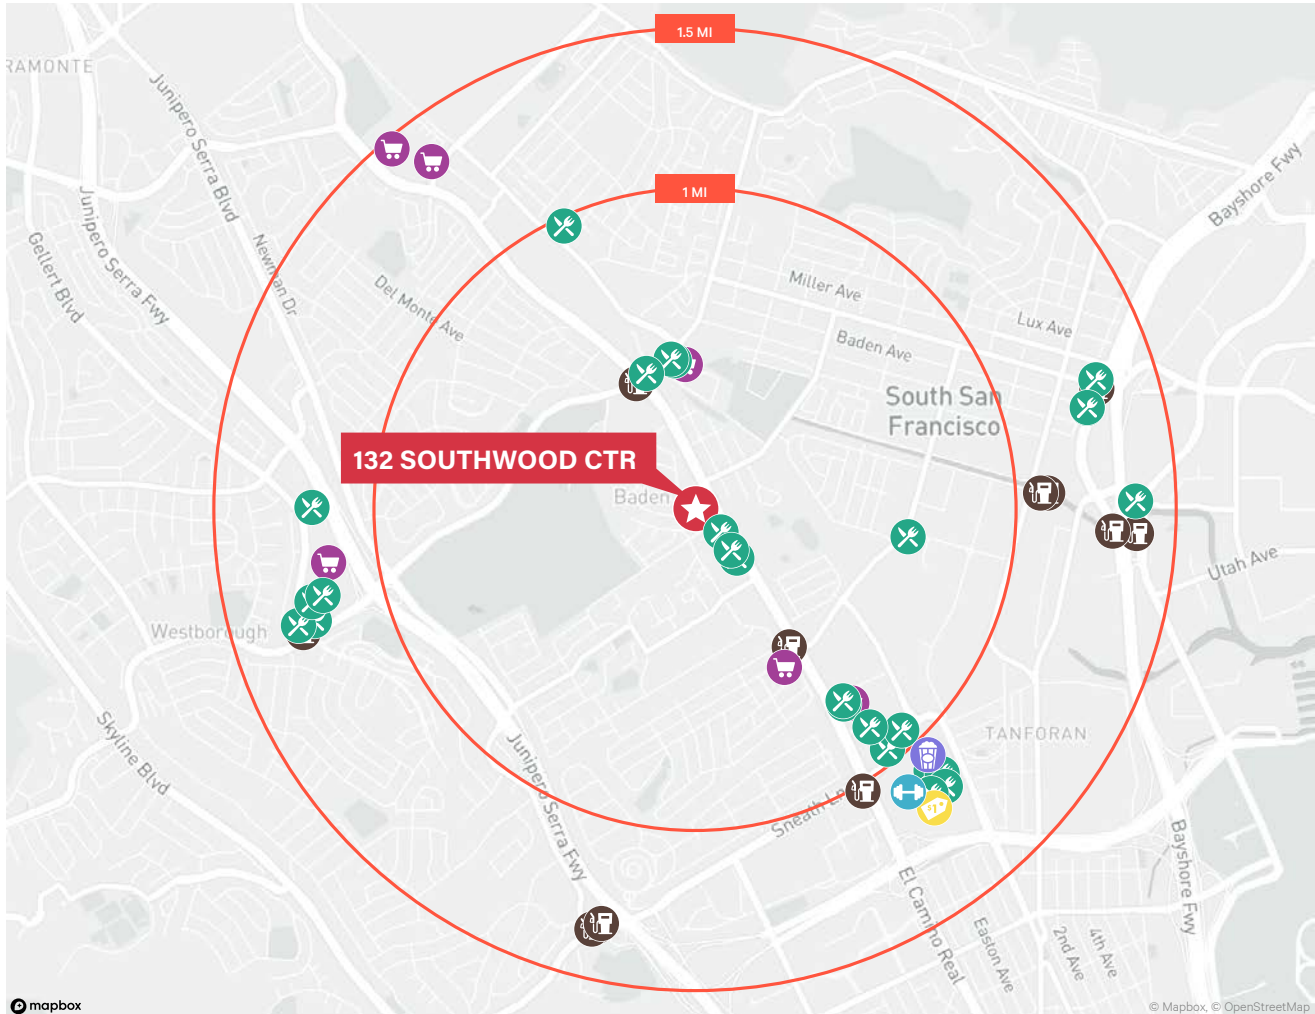 1.5 MI
RAMONTE
Junipero Serra Blvd
Bayshore Fwy
1 MI
Junipero Serra Fwy
Gellert Blvd
Newman Dr
Del Monte Ave
Miller Ave
Lux Ave
Baden Ave
South San
Francisco
132 SOUTHWOOD CTR
Baden
Utah Ave
Westborough
Skyline Blvd
Junipero Serra Fwy
TANFORAN
Sneath Ln
$1
Bayshore Fwy
El Camino Real
Easton Ave
2nd Ave
4th Ave
mapbox
© Mapbox, © OpenStreetMap